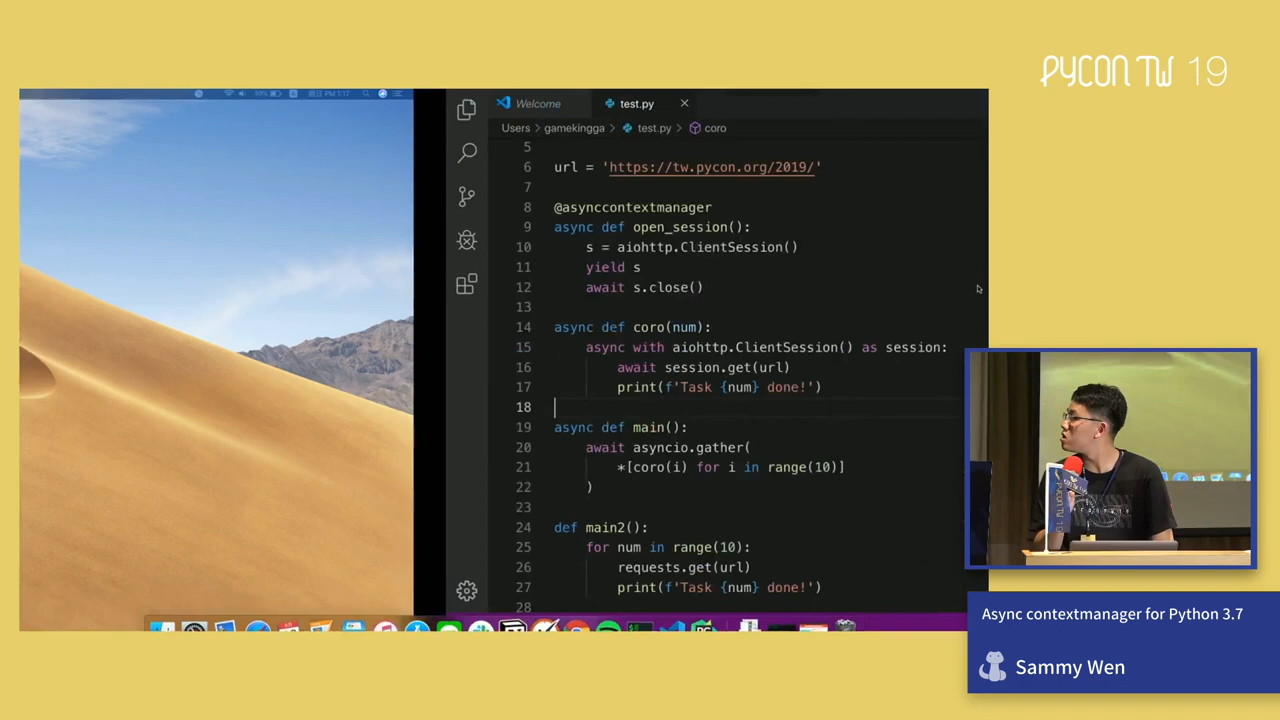 PYCON TW 19
Welcome
test.py
Users > gamekingga > test.py > coro
5
6 url = 'https://tw.pycon.org/2019/'
7
8 @asynccontextmanager
9 async def open_session():
10 s = aiohttp.ClientSession()
11 yield s
12 await s.close()
13
14 async def coro(num):
15 async with aiohttp.ClientSession() as session:
16 await session.get(url)
17 print(f'Task {num} done!')
18
19 async def main():
20 await asyncio.gather(
21 *[coro(i) for i in range(10)]
22 )
23
24 def main2():
25 for num in range(10):
26 requests.get(url)
27 print(f'Task {num} done!')
28
PYCON TW 19
Async contextmanager for Python 3.7
Sammy Wen